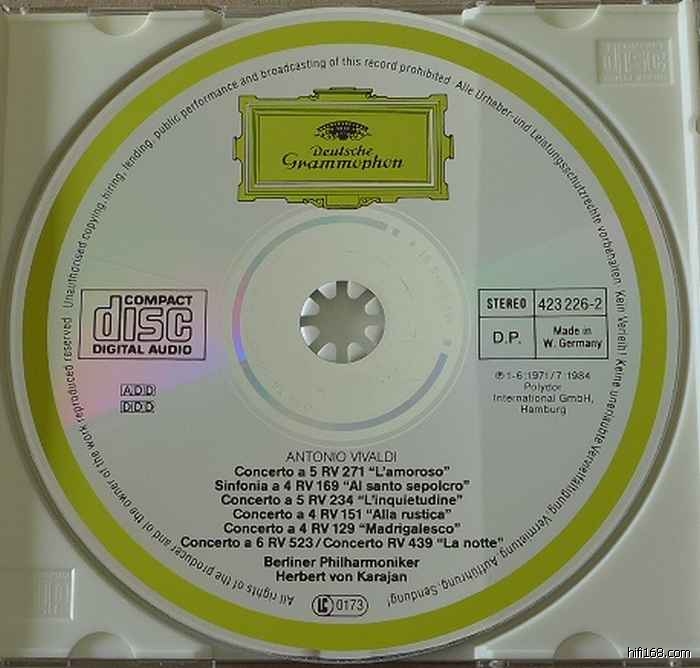 Unauthorised copying, hiring, lending, public performance and broadcasting of this record prohibited. Alle Urheber- und Leistungsschutzrechte vorbehalten. Kein Verleih! Keine unerlaubte Vervielfältigung, Vermietung, Aufführung, Sendung!
Deutsche
Grammophon
COMPACT
disc
DIGITAL AUDIO
STEREO
423 226-2
D.P.
Made in
W. Germany
ADD
DDD
℗ 1-6:1971/7:1984
Polydor
International GmbH,
Hamburg
ANTONIO VIVALDI
Concerto a 5 RV 271 “L'amoroso”
Sinfonia a 4 RV 169 “Al santo sepolcro”
Concerto a 5 RV 234 “L'inquietudine”
Concerto a 4 RV 151 “Alla rustica”
Concerto a 4 RV 129 “Madrigalesco”
Concerto a 6 RV 523 / Concerto RV 439 “La notte”
Berliner Philharmoniker
Herbert von Karajan
LC 0173
All rights of the producer and of the owner of the work reproduced reserved
hifi168.com